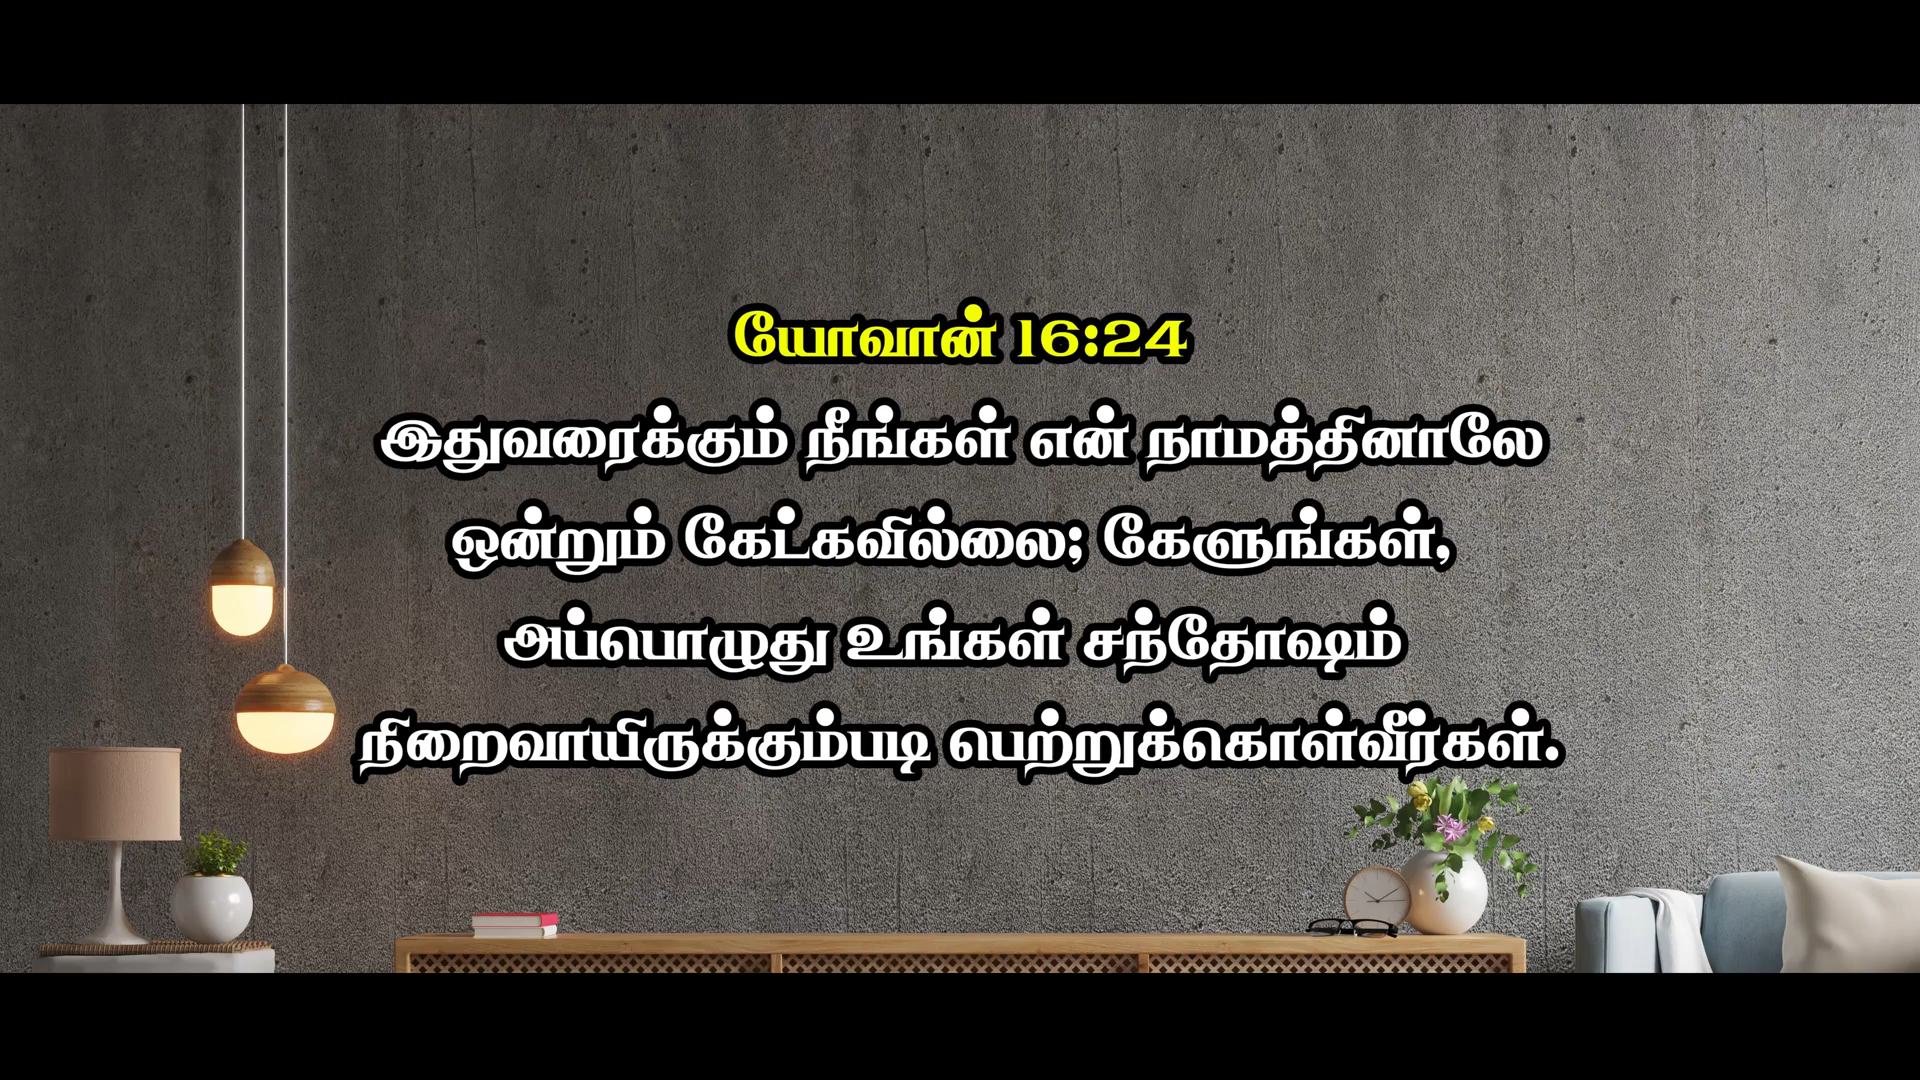 யோவான் 16:24
இதுவரைக்கும் நீங்கள் என் நாமத்தினாலே
ஒன்றும் கேட்கவில்லை; கேளுங்கள்,
அப்பொழுது உங்கள் சந்தோஷம்
நிறைவாயிருக்கும்படி பெற்றுக்கொள்வீர்கள்.